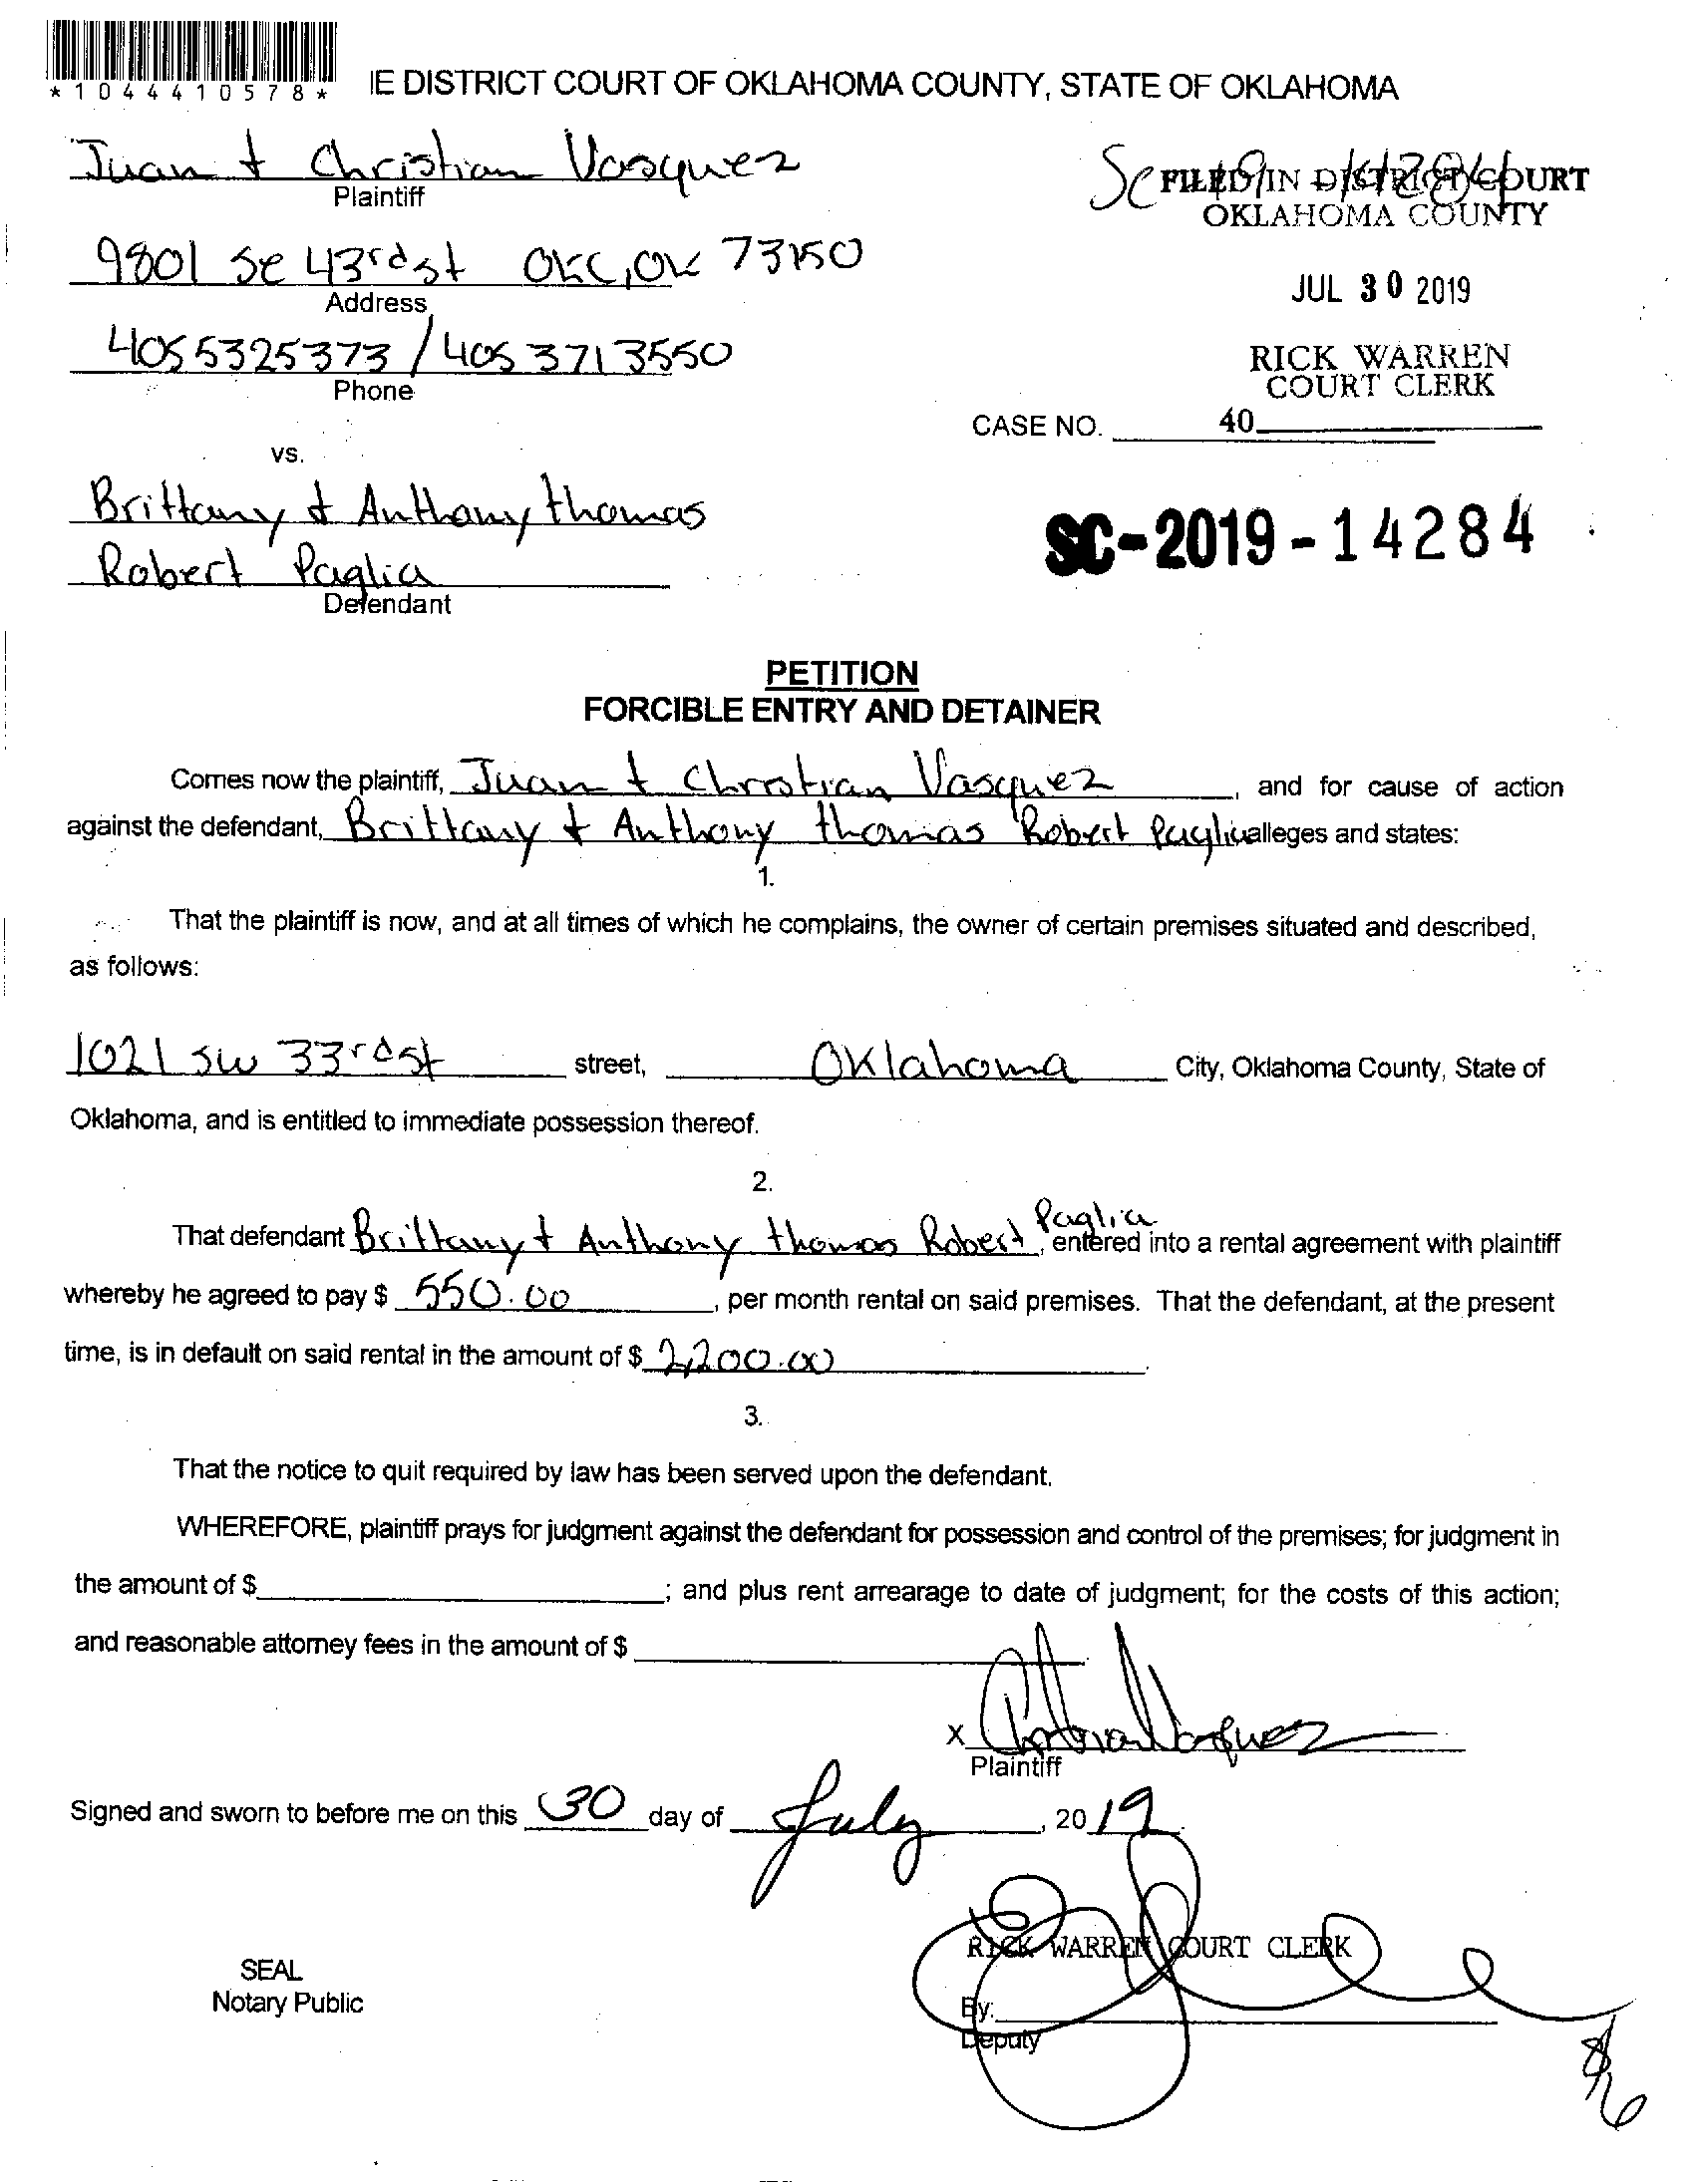 *1044410578*
IE DISTRICT COURT OF OKLAHOMA COUNTY, STATE OF OKLAHOMA
Juan + Christian Vasquez
Plaintiff
SC 19 14284
FILED IN DISTRICT COURT
OKLAHOMA COUNTY
9801 SE 43rd st OKC, OK 73150
Address
JUL 30 2019
4055325373 / 405 371 3550
Phone
RICK WARREN
COURT CLERK
CASE NO. 40
vs.
Brittany & Anthony thomas
Robert Paglia
Defendant
SC-2019-14284
PETITION
FORCIBLE ENTRY AND DETAINER
Comes now the plaintiff, Juan + Christian Vasquez, and for cause of action
against the defendant, Brittany + Anthony thomas Robert Paglia alleges and states:
1.
That the plaintiff is now, and at all times of which he complains, the owner of certain premises situated and described,
as follows:
1021 SW 33rd st street, Oklahoma City, Oklahoma County, State of
Oklahoma, and is entitled to immediate possession thereof.
2.
That defendant Brittany + Anthony thomas Robert Paglia, entered into a rental agreement with plaintiff
whereby he agreed to pay $ 550.00, per month rental on said premises. That the defendant, at the present
time, is in default on said rental in the amount of $ 2,200.00.
3.
That the notice to quit required by law has been served upon the defendant.
WHEREFORE, plaintiff prays for judgment against the defendant for possession and control of the premises; for judgment in
the amount of $; and plus rent arrearage to date of judgment; for the costs of this action;
and reasonable attorney fees in the amount of $
X Christian Vasquez
Plaintiff
Signed and sworn to before me on this 30 day of July, 2019.
RICK WARREN COURT CLERK
SEAL
Notary Public
By:
Deputy
8/6